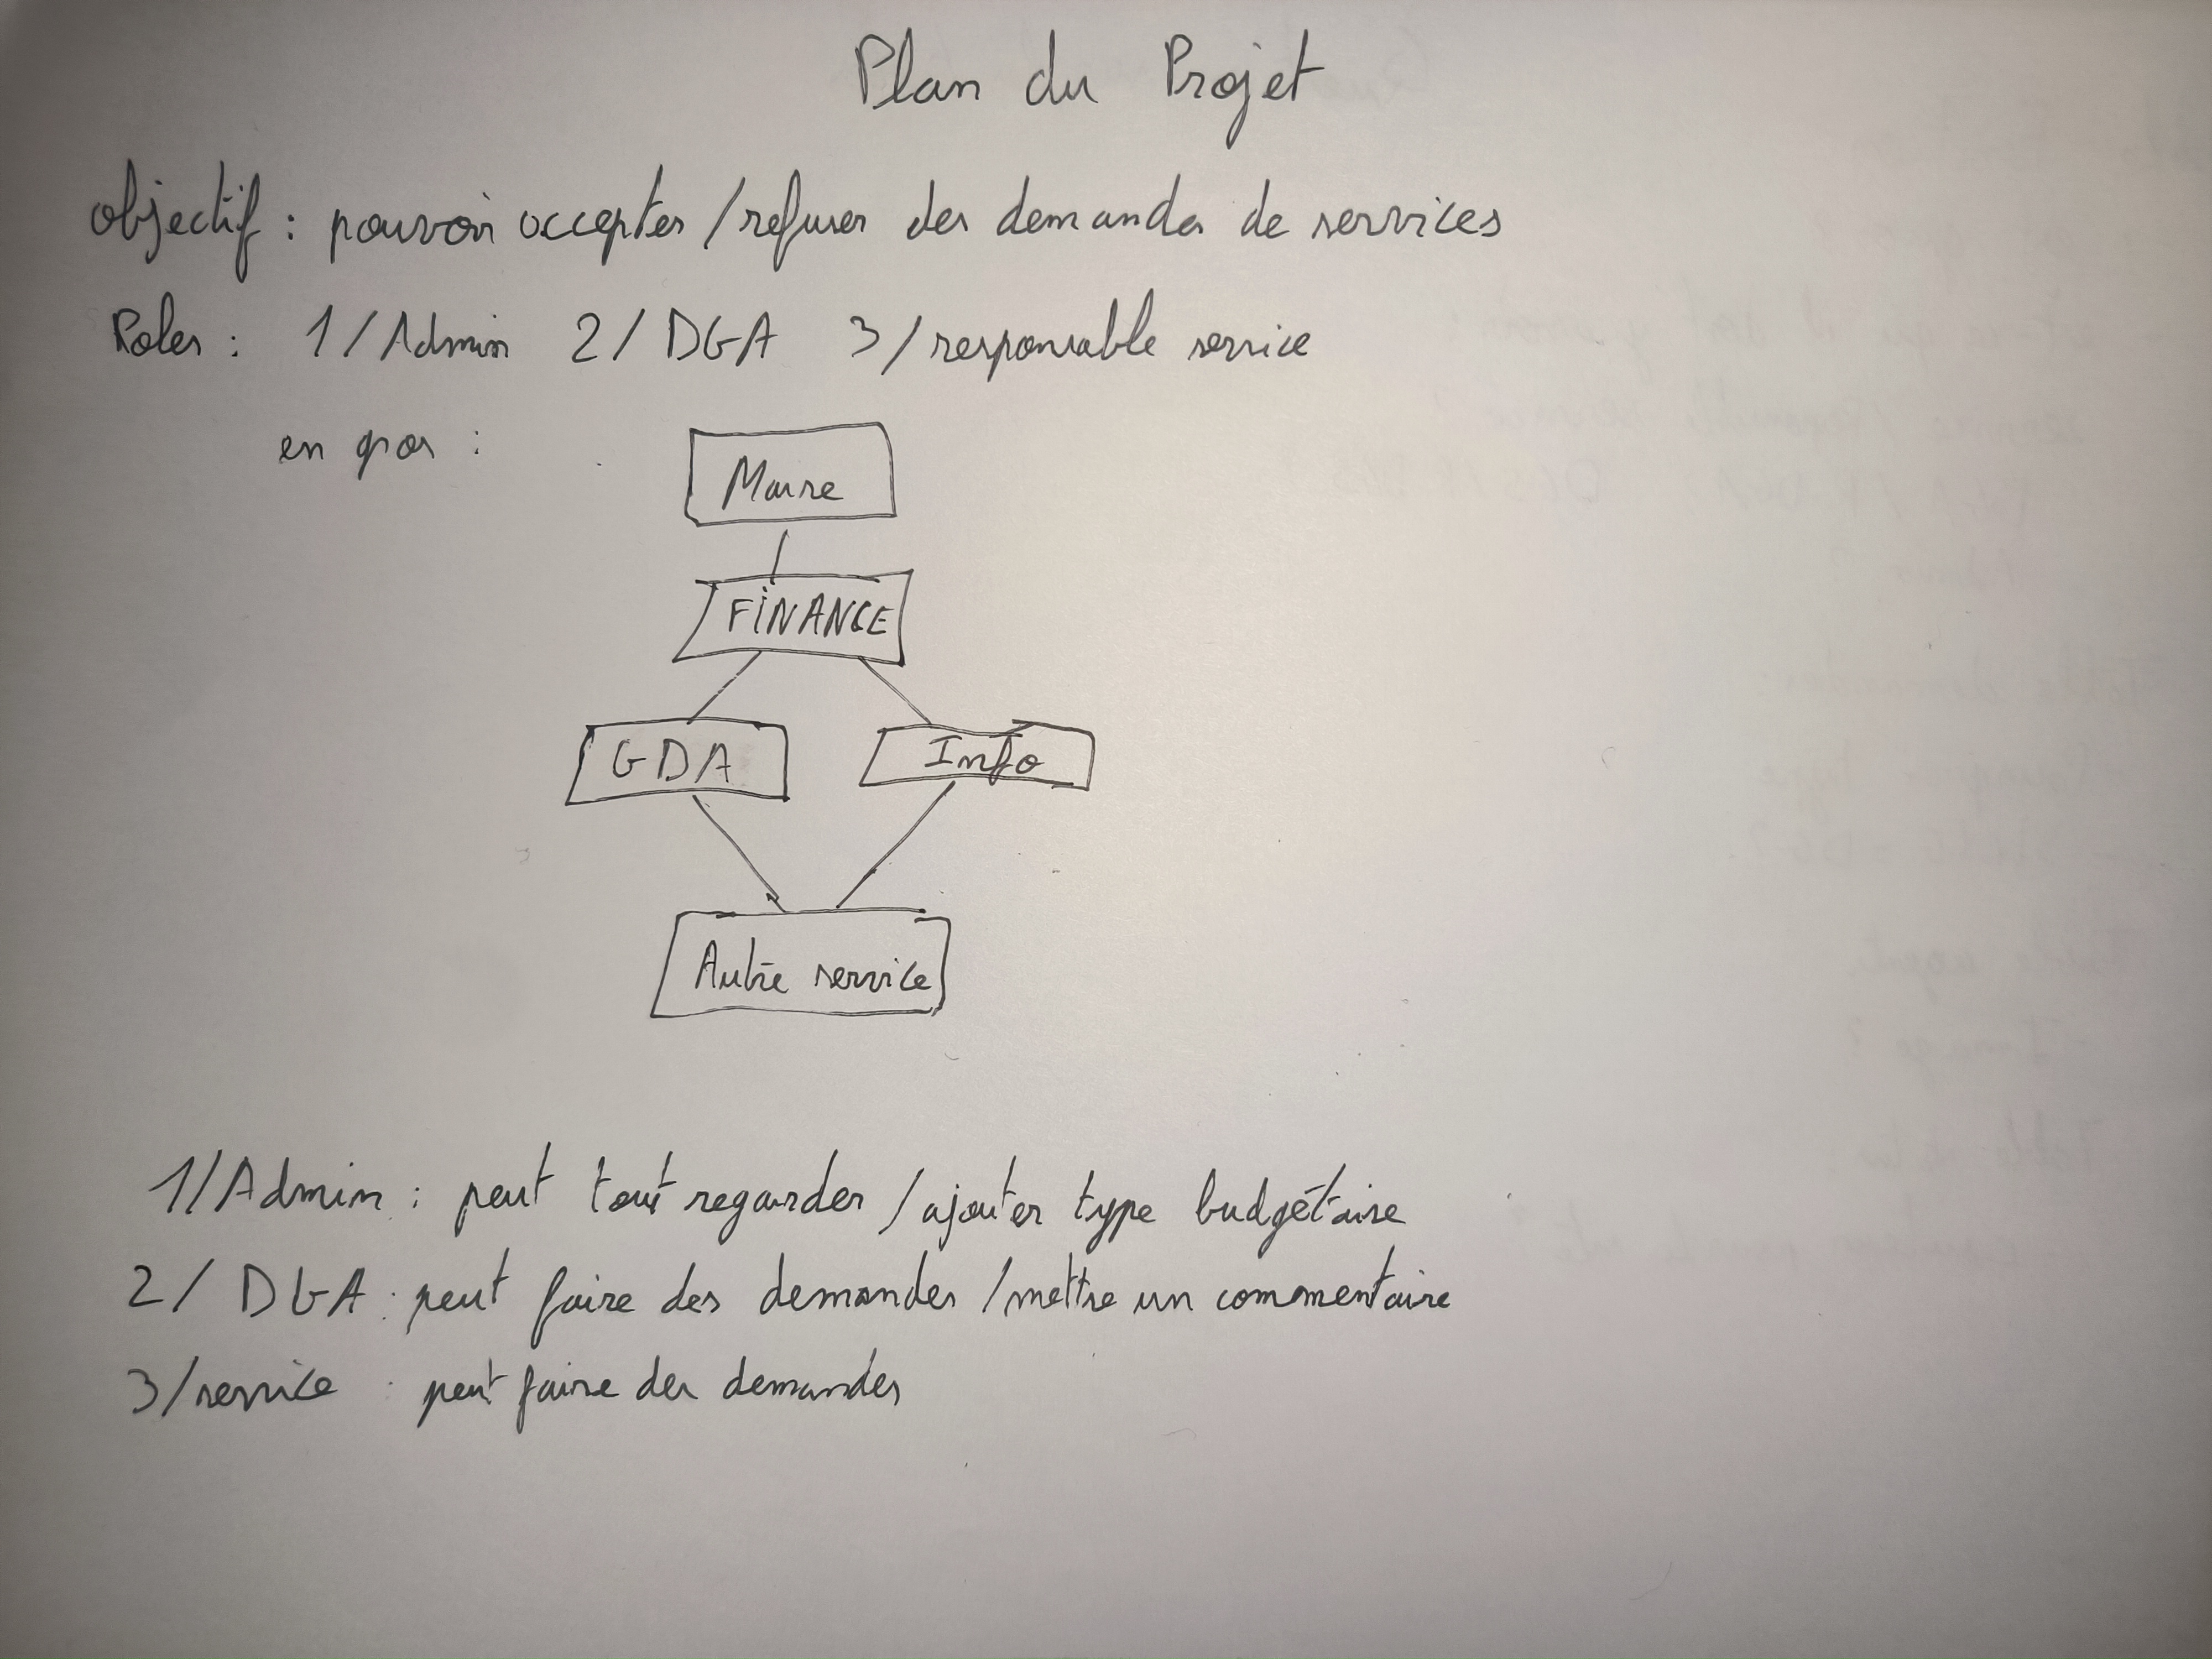 Plan du Projet
objectif : pouvoir accepter / refuser des demandes de services
Roles : 1/Admin 2/ DGA 3/responsable service
en gros :
Maire
FINANCE
GDA
Info
Autre service
1/Admin : peut tout regarder / ajouter type budgétaire
2/ DGA : peut faire des demandes / mettre un commentaire
3/service : peut faire des demandes